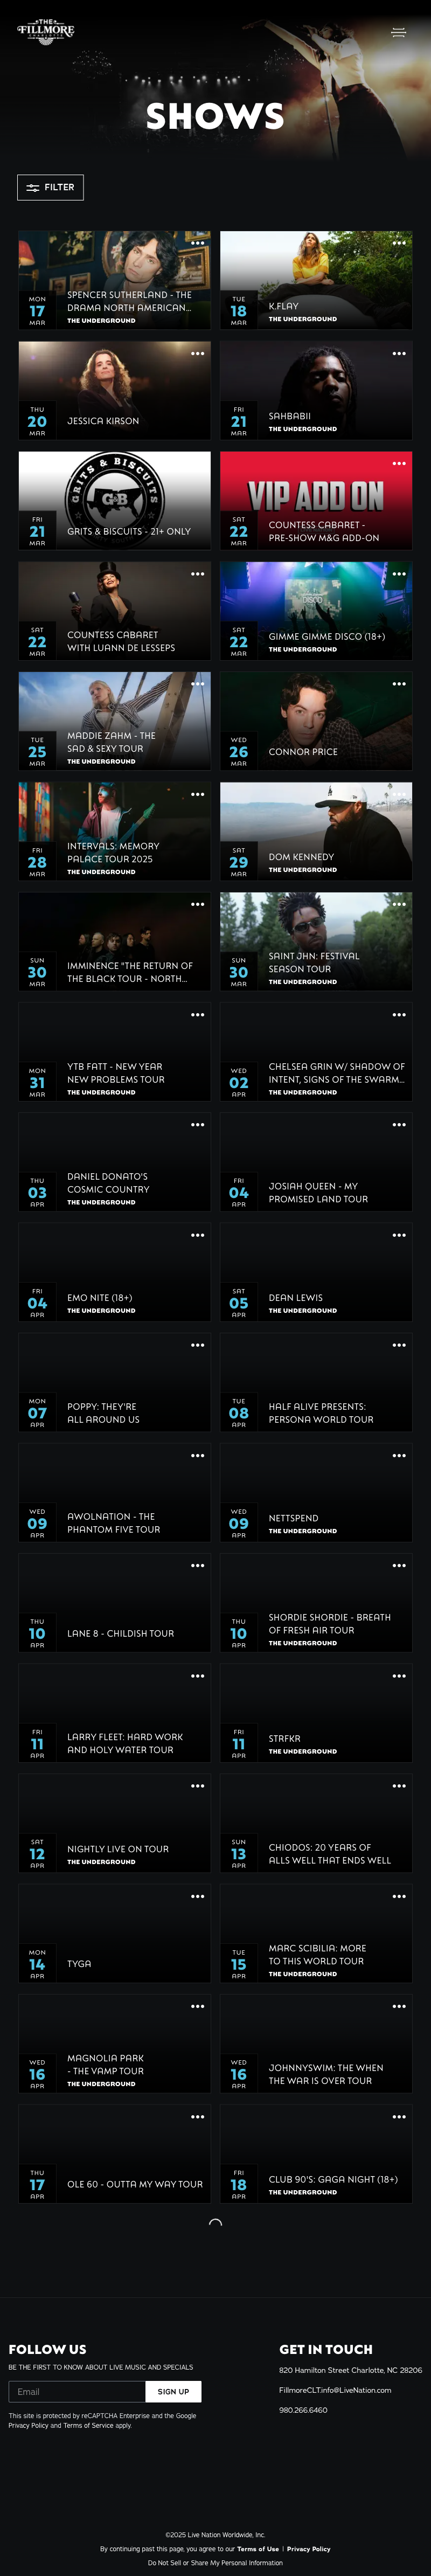 THE
FILLMORE
CHARLOTTE
SHOWS
FILTER
MON
17
MAR
SPENCER SUTHERLAND - THE
DRAMA NORTH AMERICAN...
THE UNDERGROUND
TUE
18
MAR
K.FLAY
THE UNDERGROUND
THU
20
MAR
JESSICA KIRSON
FRI
21
MAR
SAHBABII
THE UNDERGROUND
GRITS & BISCUITS
G&B
FRI
21
MAR
GRITS & BISCUITS - 21+ ONLY
VIP ADD ON
SAT
22
MAR
COUNTESS CABARET -
PRE-SHOW M&G ADD-ON
SAT
22
MAR
COUNTESS CABARET
WITH LUANN DE LESSEPS
DISCO
SAT
22
MAR
GIMME GIMME DISCO (18+)
THE UNDERGROUND
TUE
25
MAR
MADDIE ZAHM - THE
SAD & SEXY TOUR
THE UNDERGROUND
WED
26
MAR
CONNOR PRICE
FRI
28
MAR
INTERVALS: MEMORY
PALACE TOUR 2025
THE UNDERGROUND
SAT
29
MAR
DOM KENNEDY
THE UNDERGROUND
SUN
30
MAR
IMMINENCE "THE RETURN OF
THE BLACK TOUR - NORTH...
SUN
30
MAR
SAINT JHN: FESTIVAL
SEASON TOUR
THE UNDERGROUND
MON
31
MAR
YTB FATT - NEW YEAR
NEW PROBLEMS TOUR
THE UNDERGROUND
WED
02
APR
CHELSEA GRIN W/ SHADOW OF
INTENT, SIGNS OF THE SWARM...
THE UNDERGROUND
THU
03
APR
DANIEL DONATO'S
COSMIC COUNTRY
THE UNDERGROUND
FRI
04
APR
JOSIAH QUEEN - MY
PROMISED LAND TOUR
FRI
04
APR
EMO NITE (18+)
THE UNDERGROUND
SAT
05
APR
DEAN LEWIS
THE UNDERGROUND
MON
07
APR
POPPY: THEY'RE
ALL AROUND US
TUE
08
APR
HALF ALIVE PRESENTS:
PERSONA WORLD TOUR
WED
09
APR
AWOLNATION - THE
PHANTOM FIVE TOUR
WED
09
APR
NETTSPEND
THE UNDERGROUND
THU
10
APR
LANE 8 - CHILDISH TOUR
THU
10
APR
SHORDIE SHORDIE - BREATH
OF FRESH AIR TOUR
THE UNDERGROUND
FRI
11
APR
LARRY FLEET: HARD WORK
AND HOLY WATER TOUR
FRI
11
APR
STRFKR
THE UNDERGROUND
SAT
12
APR
NIGHTLY LIVE ON TOUR
THE UNDERGROUND
SUN
13
APR
CHIODOS: 20 YEARS OF
ALLS WELL THAT ENDS WELL
MON
14
APR
TYGA
TUE
15
APR
MARC SCIBILIA: MORE
TO THIS WORLD TOUR
THE UNDERGROUND
WED
16
APR
MAGNOLIA PARK
- THE VAMP TOUR
THE UNDERGROUND
WED
16
APR
JOHNNYSWIM: THE WHEN
THE WAR IS OVER TOUR
THU
17
APR
OLE 60 - OUTTA MY WAY TOUR
FRI
18
APR
CLUB 90'S: GAGA NIGHT (18+)
THE UNDERGROUND
FOLLOW US
BE THE FIRST TO KNOW ABOUT LIVE MUSIC AND SPECIALS
Email
SIGN UP
This site is protected by reCAPTCHA Enterprise and the Google
Privacy Policy and Terms of Service apply.
GET IN TOUCH
820 Hamilton Street Charlotte, NC 28206
FillmoreCLT.info@LiveNation.com
980.266.6460
©2025 Live Nation Worldwide, Inc.
By continuing past this page, you agree to our Terms of Use | Privacy Policy
Do Not Sell or Share My Personal Information